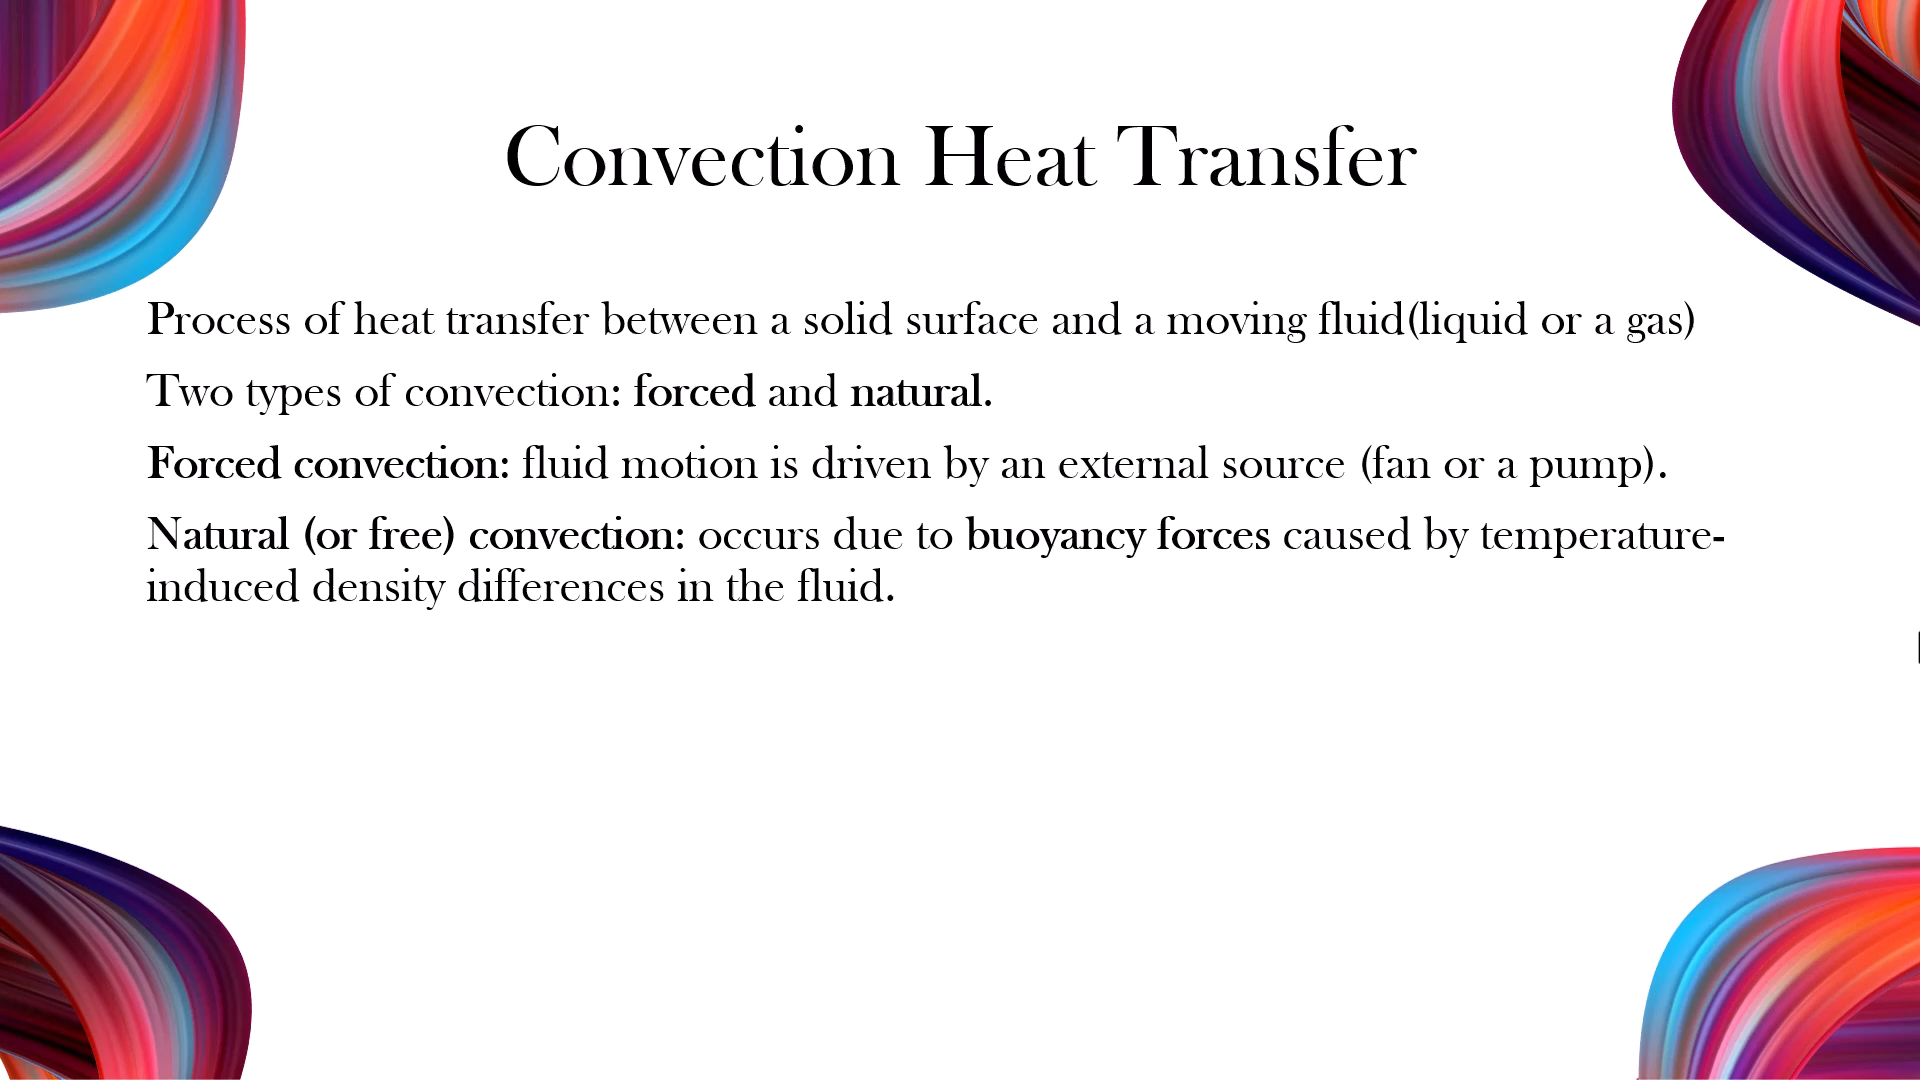 Convection Heat Transfer
Process of heat transfer between a solid surface and a moving fluid(liquid or a gas)
Two types of convection: forced and natural.
Forced convection: fluid motion is driven by an external source (fan or a pump).
Natural (or free) convection: occurs due to buoyancy forces caused by temperature-
induced density differences in the fluid.